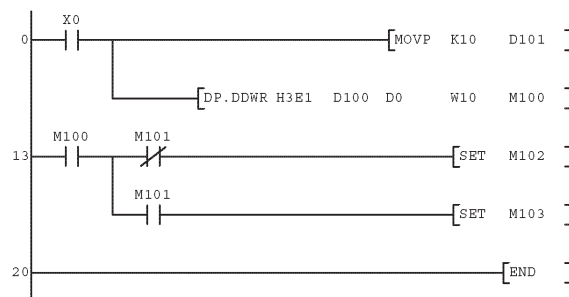 X0
0 MOVP K10 D101
DP.DDWR H3E1 D100 D0 W10 M100
M100 M101
13 SET M102
M101
SET M103
20 END